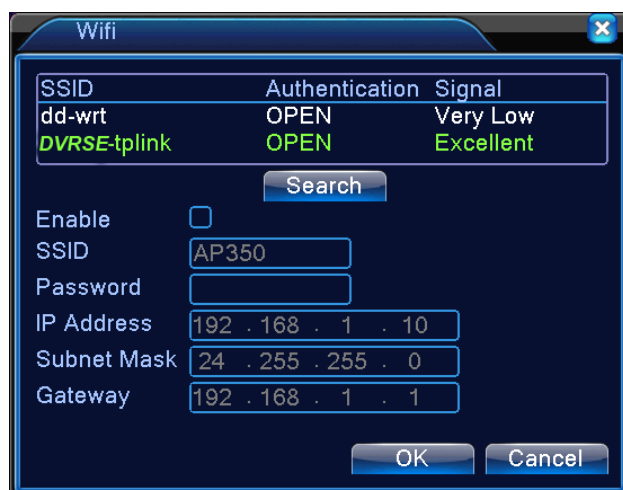 Wifi
SSID Authentication Signal
dd-wrt OPEN Very Low
DVRSE-tplink OPEN Excellent
Search
Enable
SSID AP350
Password
IP Address 192 . 168 . 1 . 10
Subnet Mask 24 . 255 . 255 . 0
Gateway 192 . 168 . 1 . 1
OK Cancel